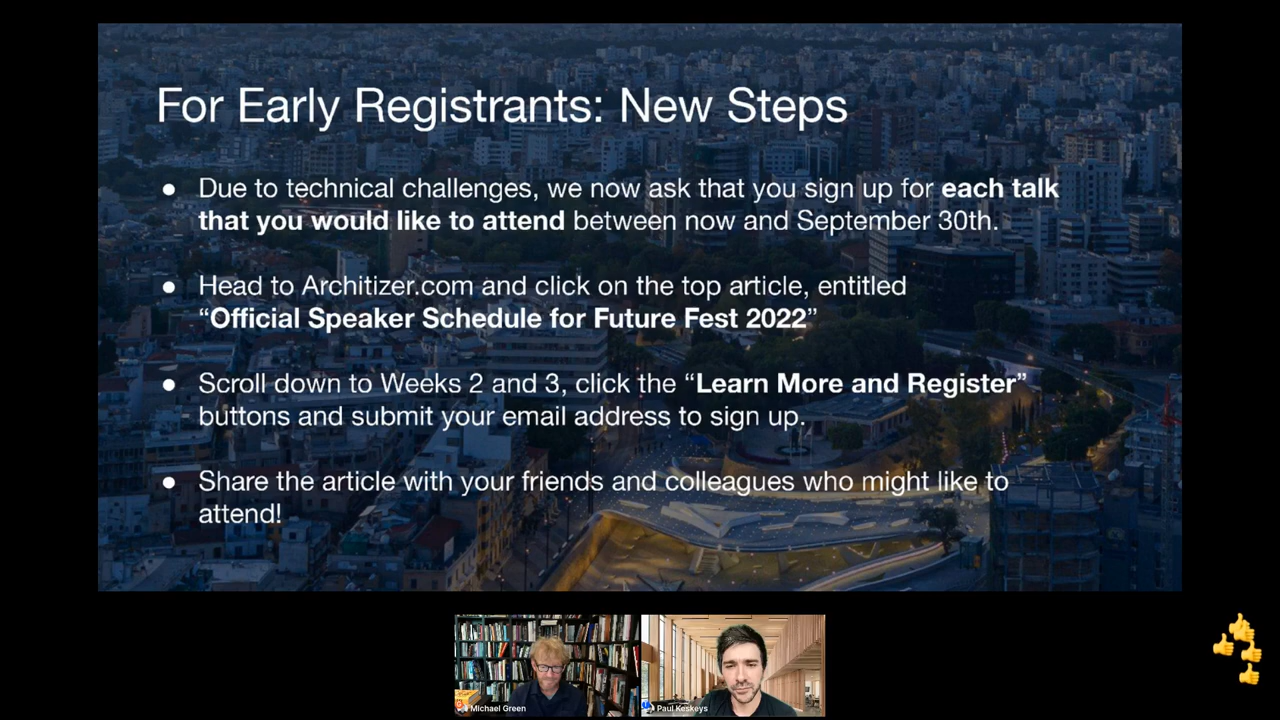 For Early Registrants: New Steps
● Due to technical challenges, we now ask that you sign up for each talk
that you would like to attend between now and September 30th.
● Head to Architizer.com and click on the top article, entitled
“Official Speaker Schedule for Future Fest 2022”
● Scroll down to Weeks 2 and 3, click the “Learn More and Register”
buttons and submit your email address to sign up.
● Share the article with your friends and colleagues who might like to
attend!
Michael Green
Paul Keskeys